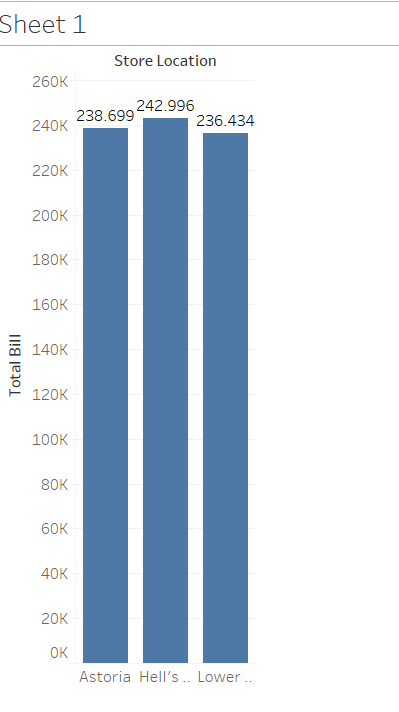 Sheet 1
Store Location
260K
240K
220K
200K
180K
160K
140K
120K
100K
80K
60K
40K
20K
0K
Total Bill
238.699 242.996 236.434
Astoria Hell's .. Lower ..